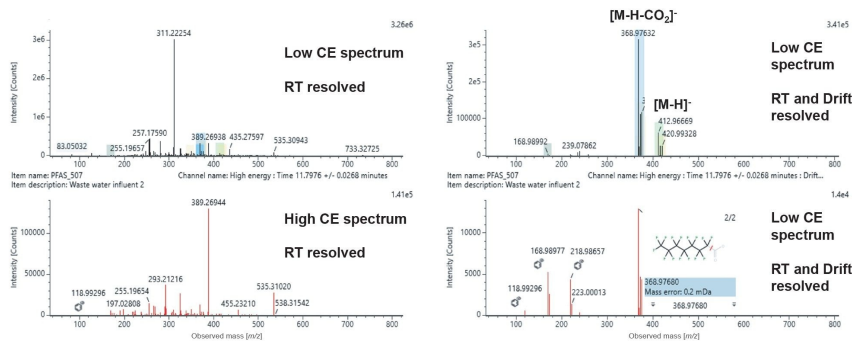 3.26e6
Intensity [Counts]
3e6
2e6
1e6
0
311.22254
Low CE spectrum
RT resolved
83.05032
255.19657
257.17590
389.26938
435.27597
535.30943
733.32725
100 200 300 400 500 600 700 800
Item name: PFAS_507 Channel name: High energy : Time 11.7976 +/- 0.0268 minutes
Item description: Waste water influent 2
1.41e5
Intensity [Counts]
100000
50000
0
389.26944
High CE spectrum
RT resolved
118.99296
197.02808
255.19654
293.21216
455.23210
535.31020
538.31542
100 200 300 400 500 600 700 800
Observed mass [m/z]
[M-H-CO₂]⁻
3.41e5
Intensity [Counts]
3e5
2e5
100000
0
368.97632
Low CE
spectrum
RT and Drift
resolved
[M-H]⁻
3
412.96669
420.99328
168.98992
239.07862
100 200 300 400 500 600 700 800
Item name: PFAS_507 Channel name: High energy : Time 11.7976 +/- 0.0268 minutes : Drift...
Item description: Waste water influent 2
1.4e4
Intensity [Counts]
10000
5000
0
2/2
Low CE
spectrum
RT and Drift
resolved
168.98977
218.98657
118.99296
223.00013
368.97680
Mass error: 0.2 mDa
368.97680
100 200 300 400 500 600 700 800
Observed mass [m/z]